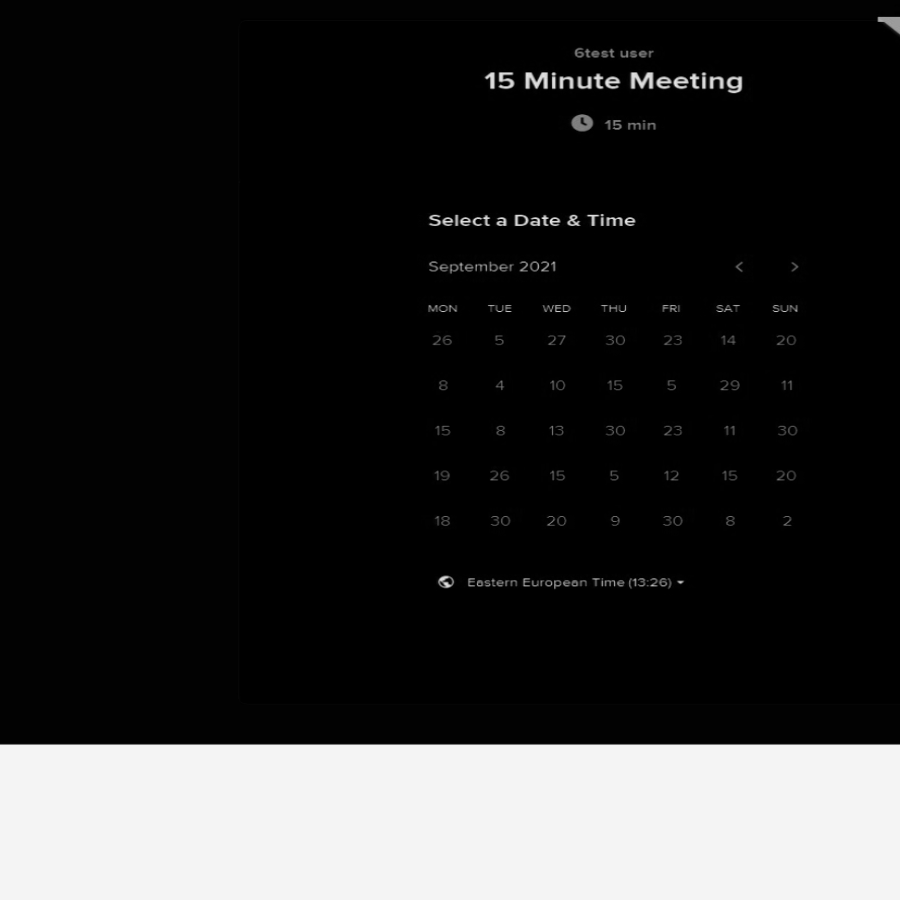 6test user
15 Minute Meeting
15 min
Select a Date & Time
September 2021
MON TUE WED THU FRI SAT SUN
26 5 27 30 23 14 20
8 4 10 15 5 29 11
15 8 13 30 23 11 30
19 26 15 5 12 15 20
18 30 20 9 30 8 2
Eastern European Time (13:26)